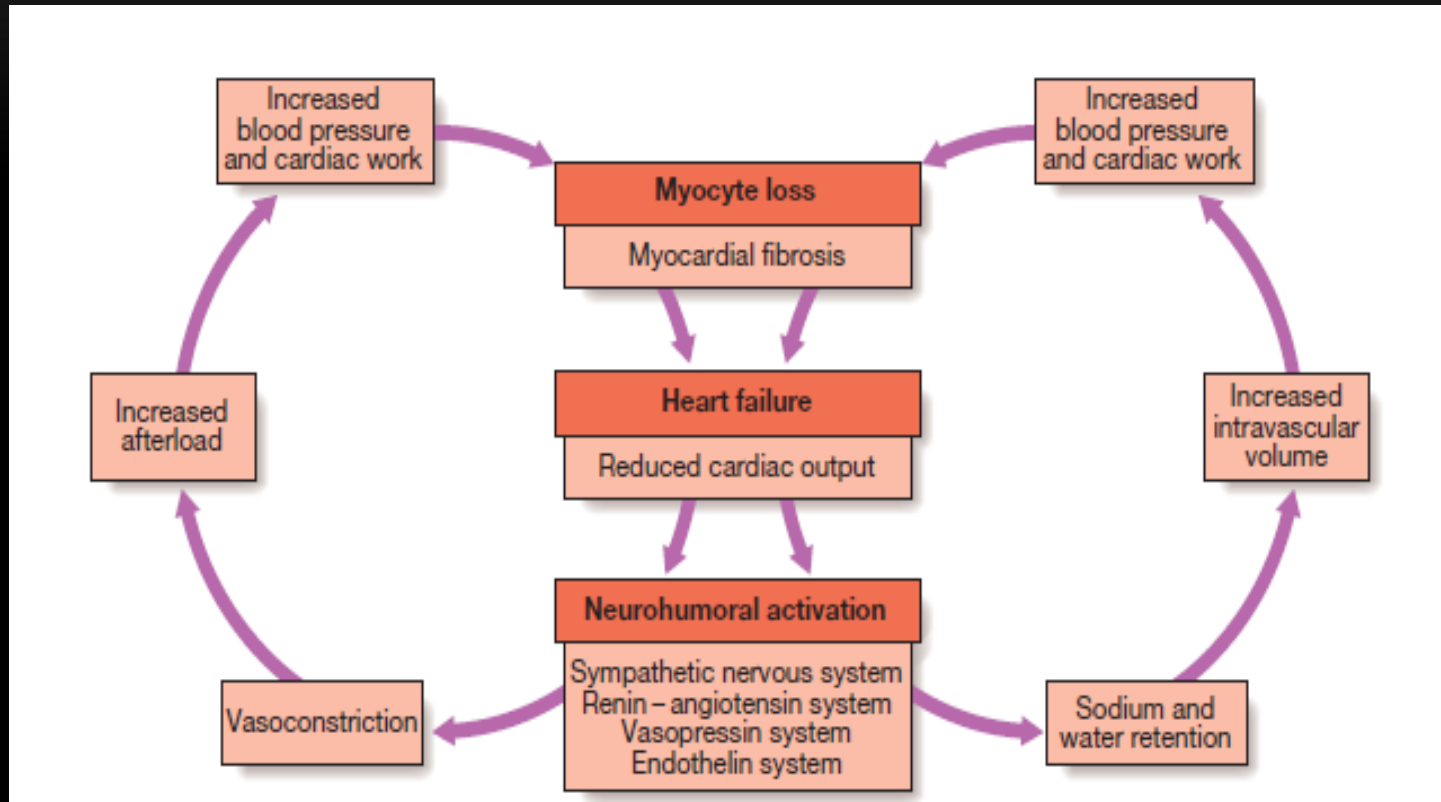 Increased
blood pressure
and cardiac work
Increased
blood pressure
and cardiac work
Myocyte loss
Myocardial fibrosis
Increased
afterload
Heart failure
Reduced cardiac output
Increased
intravascular
volume
Neurohumoral activation
Sympathetic nervous system
Renin – angiotensin system
Vasopressin system
Endothelin system
Vasoconstriction
Sodium and
water retention